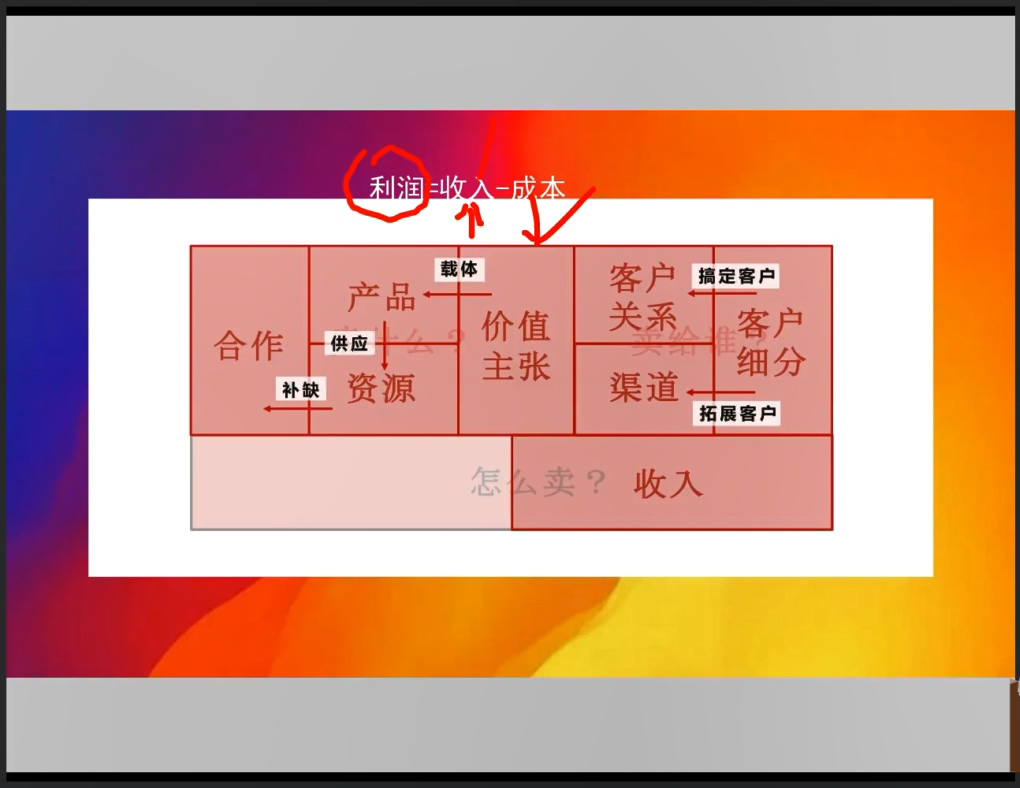 利润=收入-成本
载体
产品
客户
关系
搞定客户
合作
供应
卖什么？
价值
主张
卖给谁？
客户
细分
补缺
资源
渠道
拓展客户
怎么卖？
收入